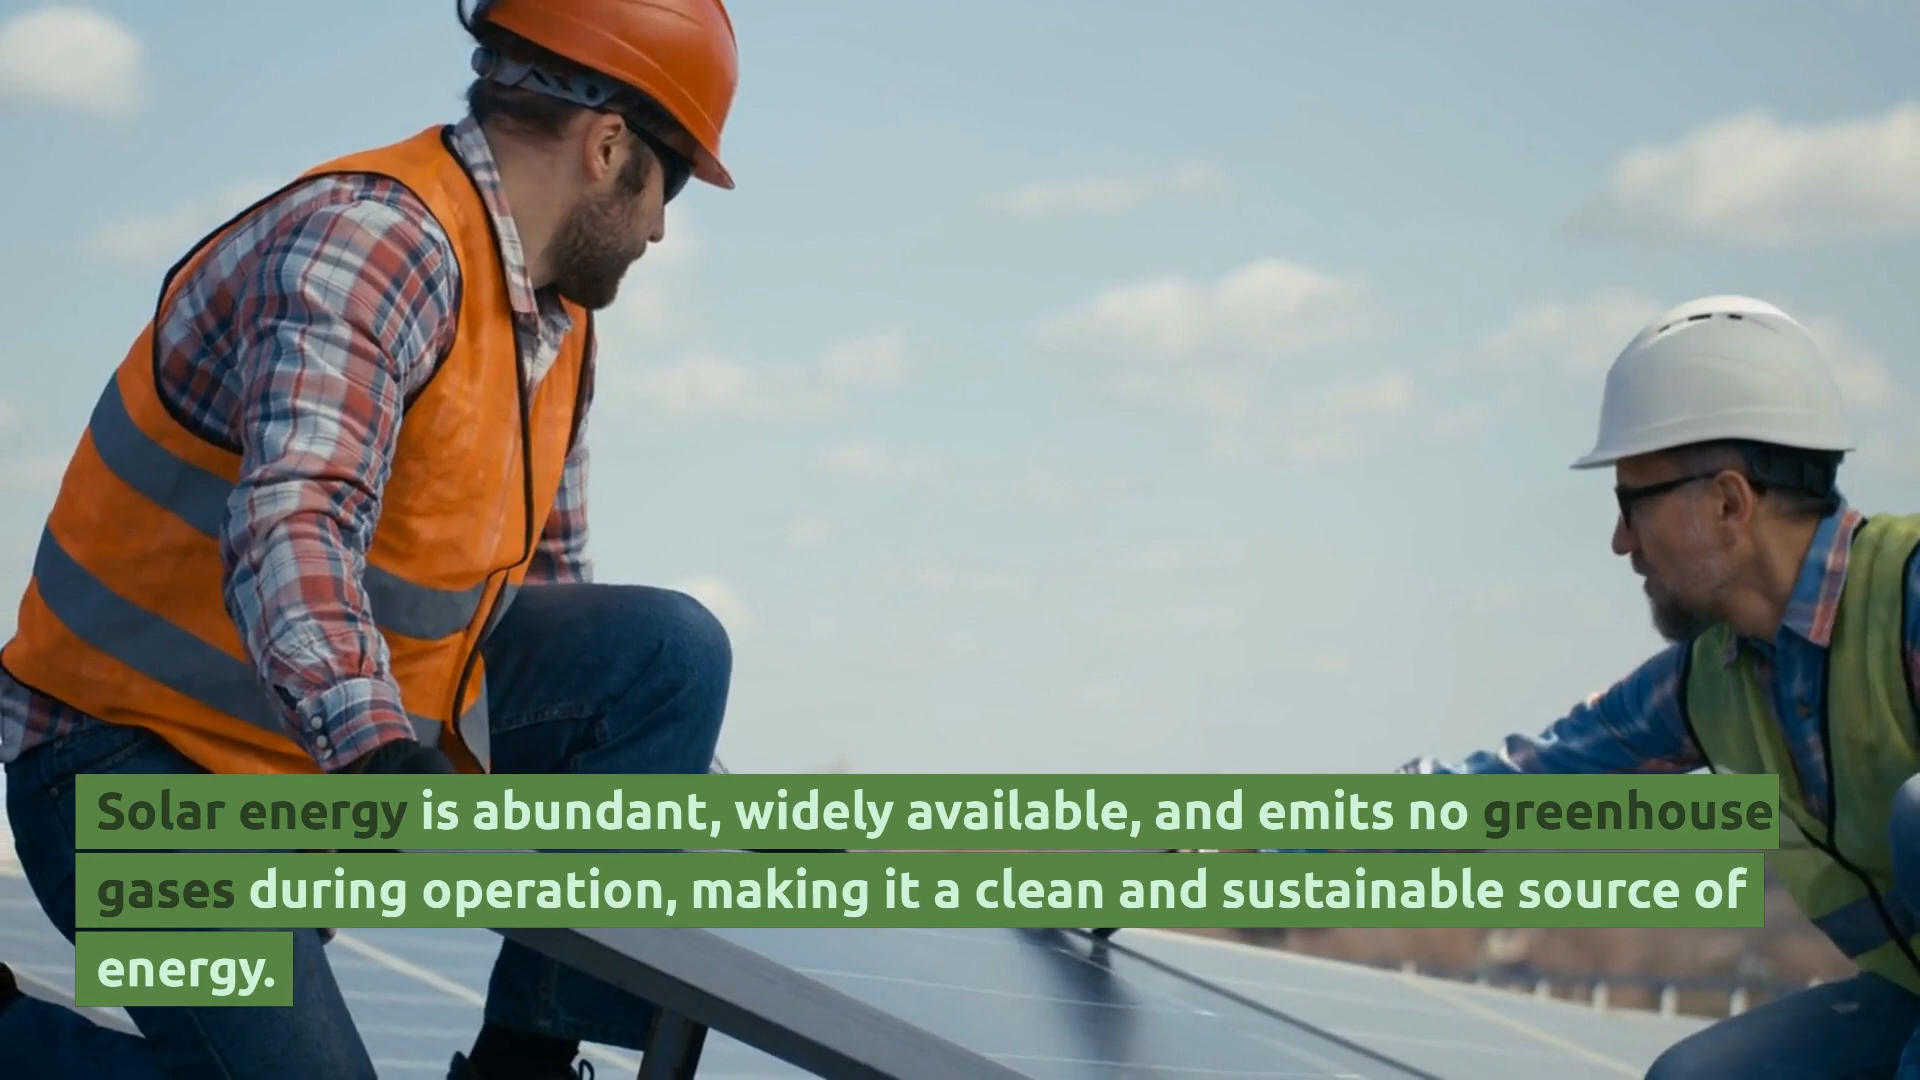 Solar energy is abundant, widely available, and emits no greenhouse
gases during operation, making it a clean and sustainable source of
energy.